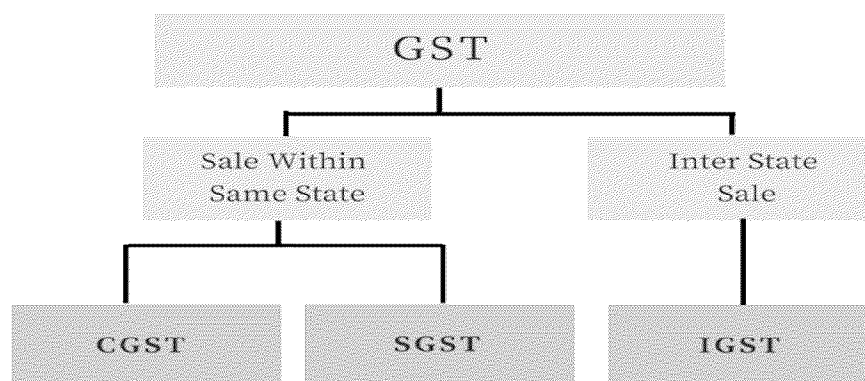 GST
Sale Within
Same State
Inter State
Sale
CGST
SGST
IGST